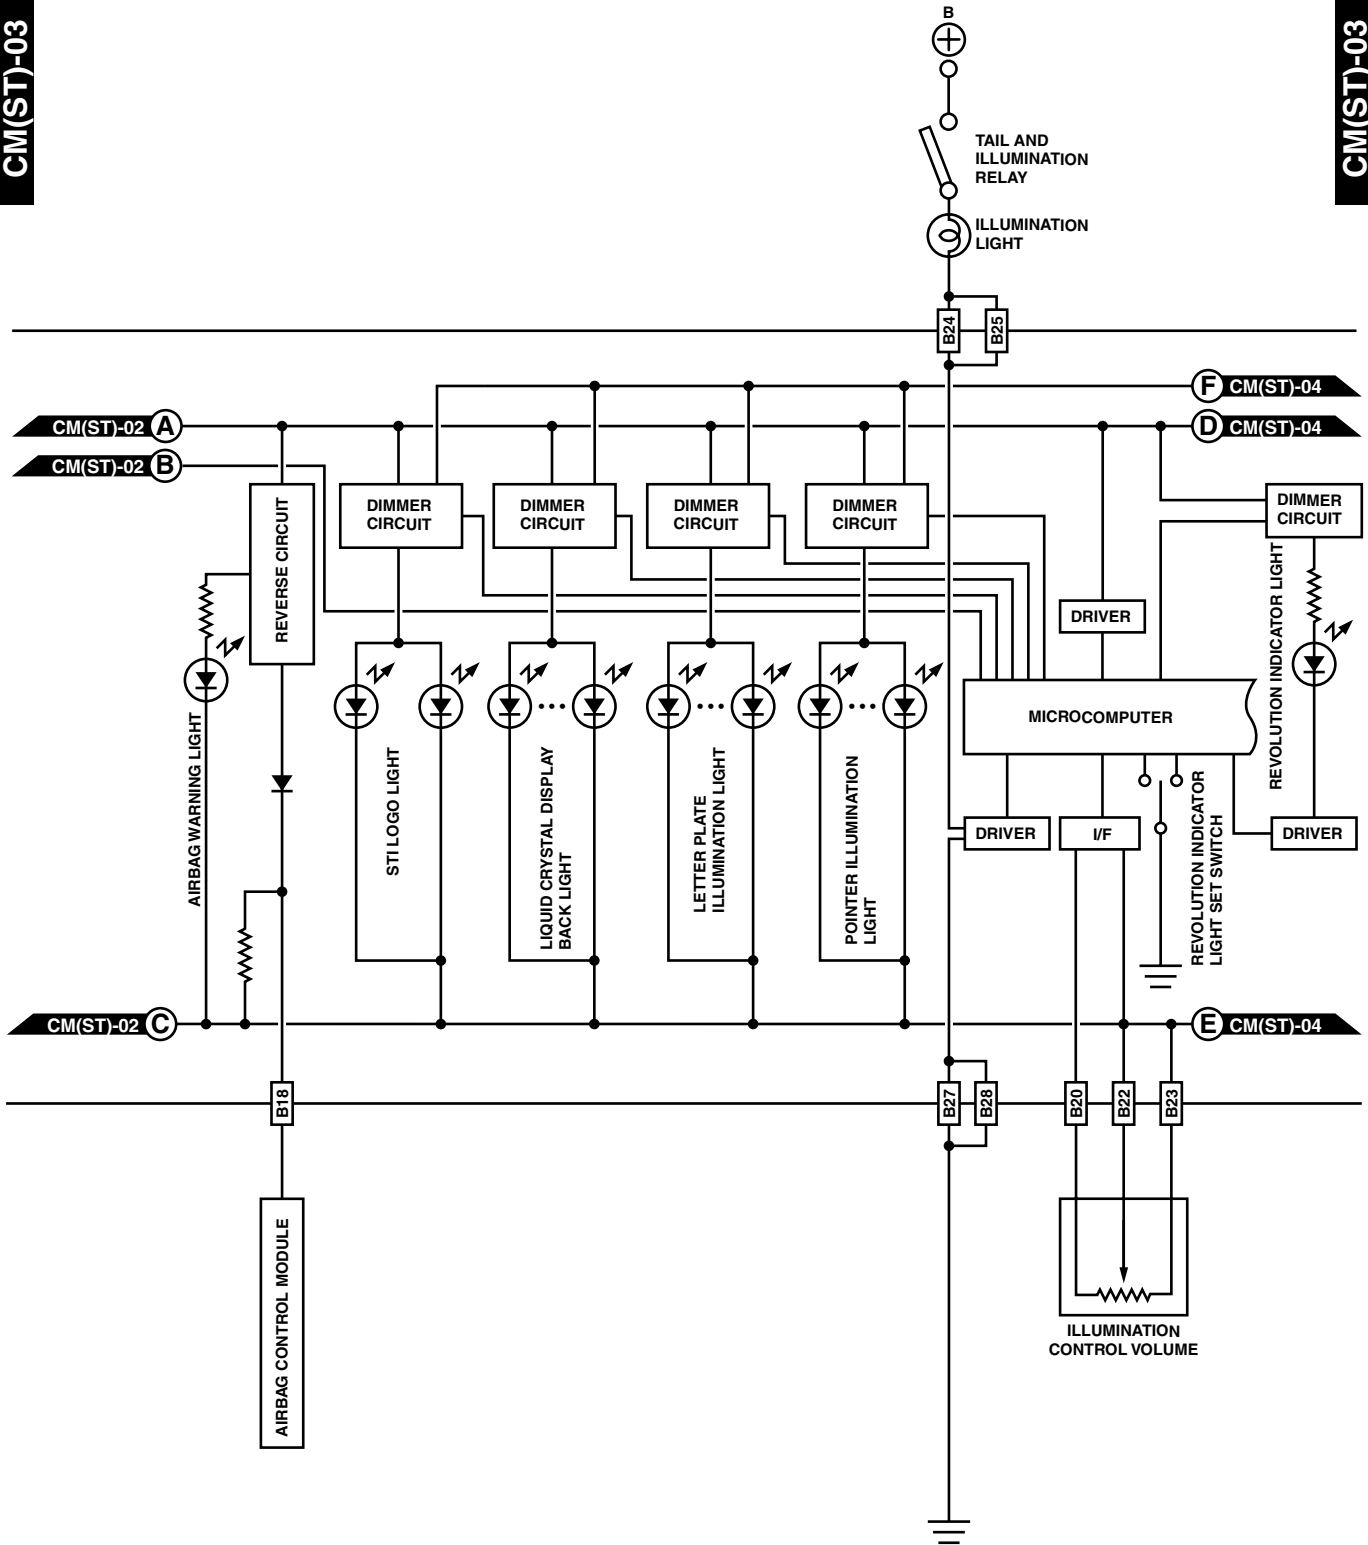 CM(ST)-03
CM(ST)-03
B
TAIL AND
ILLUMINATION
RELAY
ILLUMINATION
LIGHT
B24
B25
F
CM(ST)-04
CM(ST)-02
A
D
CM(ST)-04
CM(ST)-02
B
REVERSE CIRCUIT
DIMMER
CIRCUIT
DIMMER
CIRCUIT
DIMMER
CIRCUIT
DIMMER
CIRCUIT
DIMMER
CIRCUIT
DRIVER
MICROCOMPUTER
REVOLUTION INDICATOR LIGHT
AIRBAG WARNING LIGHT
STI LOGO LIGHT
LIQUID CRYSTAL DISPLAY
BACK LIGHT
LETTER PLATE
ILLUMINATION LIGHT
POINTER ILLUMINATION
LIGHT
DRIVER
I/F
REVOLUTION INDICATOR
LIGHT SET SWITCH
DRIVER
CM(ST)-02
C
E
CM(ST)-04
B18
B27
B28
B20
B22
B23
AIRBAG CONTROL MODULE
ILLUMINATION
CONTROL VOLUME